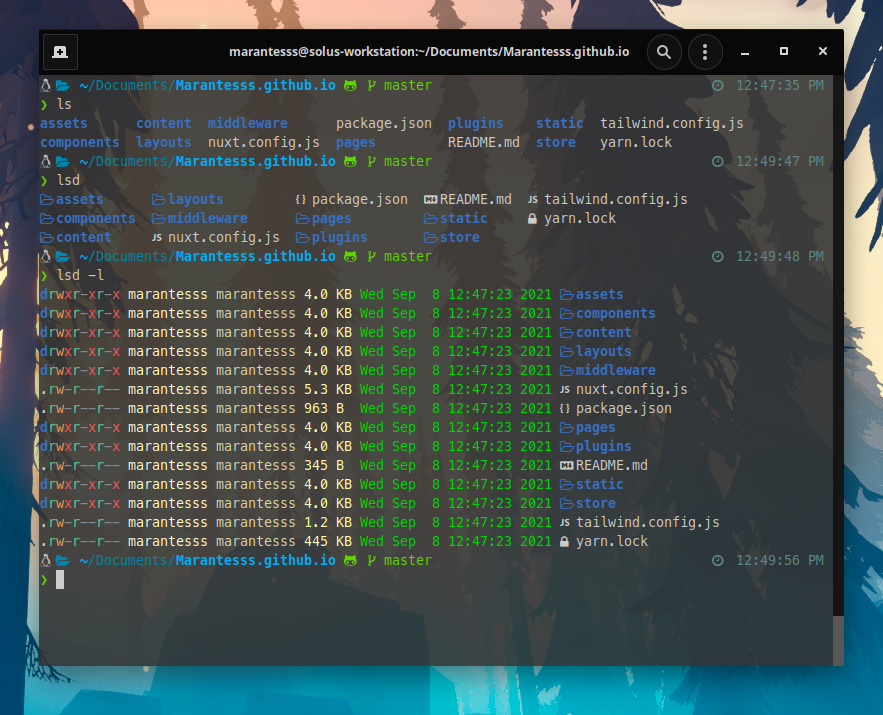 marantesss@solus-workstation:~/Documents/Marantesss.github.io
~/Documents/Marantesss.github.io master 12:47:35 PM
❯ ls
assets content middleware package.json plugins static tailwind.config.js
components layouts nuxt.config.js pages README.md store yarn.lock
~/Documents/Marantesss.github.io master 12:49:47 PM
❯ lsd
assets layouts {} package.json README.md JS tailwind.config.js
components middleware pages static yarn.lock
content JS nuxt.config.js plugins store
~/Documents/Marantesss.github.io master 12:49:48 PM
❯ lsd -l
drwxr-xr-x marantesss marantesss 4.0 KB Wed Sep  8 12:47:23 2021 assets
drwxr-xr-x marantesss marantesss 4.0 KB Wed Sep  8 12:47:23 2021 components
drwxr-xr-x marantesss marantesss 4.0 KB Wed Sep  8 12:47:23 2021 content
drwxr-xr-x marantesss marantesss 4.0 KB Wed Sep  8 12:47:23 2021 layouts
drwxr-xr-x marantesss marantesss 4.0 KB Wed Sep  8 12:47:23 2021 middleware
.rw-r--r-- marantesss marantesss 5.3 KB Wed Sep  8 12:47:23 2021 JS nuxt.config.js
.rw-r--r-- marantesss marantesss 963 B  Wed Sep  8 12:47:23 2021 {} package.json
drwxr-xr-x marantesss marantesss 4.0 KB Wed Sep  8 12:47:23 2021 pages
drwxr-xr-x marantesss marantesss 4.0 KB Wed Sep  8 12:47:23 2021 plugins
.rw-r--r-- marantesss marantesss 345 B  Wed Sep  8 12:47:23 2021 README.md
drwxr-xr-x marantesss marantesss 4.0 KB Wed Sep  8 12:47:23 2021 static
drwxr-xr-x marantesss marantesss 4.0 KB Wed Sep  8 12:47:23 2021 store
.rw-r--r-- marantesss marantesss 1.2 KB Wed Sep  8 12:47:23 2021 JS tailwind.config.js
.rw-r--r-- marantesss marantesss 445 KB Wed Sep  8 12:47:23 2021 yarn.lock
~/Documents/Marantesss.github.io master 12:49:56 PM
❯